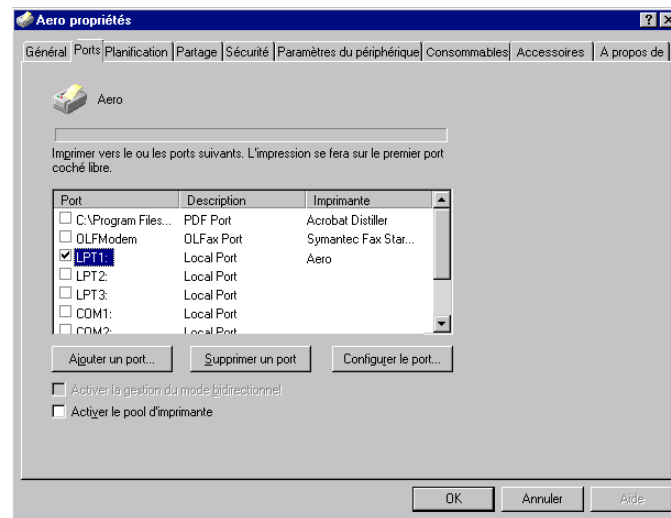 Aero propriétés
Général Ports Planification Partage Sécurité Paramètres du périphérique Consommables Accessoires A propos de
Aero
Imprimer vers le ou les ports suivants. L'impression se fera sur le premier port
coché libre.
Port Description Imprimante
C:\Program Files... PDF Port Acrobat Distiller
OLFModem OLFax Port Symantec Fax Star...
LPT1: Local Port Aero
LPT2: Local Port
LPT3: Local Port
COM1: Local Port
COM2: Local Port
Ajouter un port... Supprimer un port Configurer le port...
Activer la gestion du mode bidirectionnel
Activer le pool d'imprimante
OK Annuler Aide